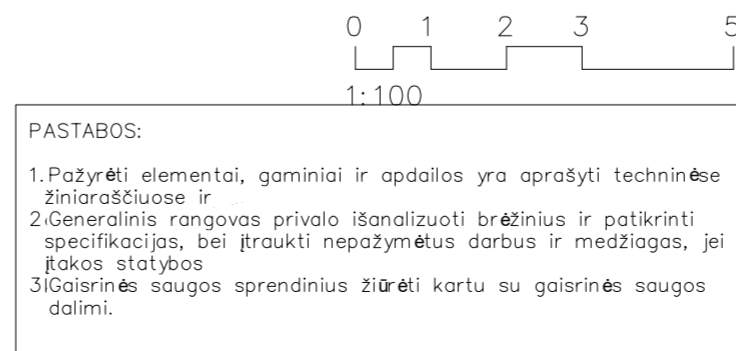 0 1 2 3 5
1:100
PASTABOS:
1. Pažyrėti elementai, gaminiai ir apdailos yra aprašyti techninėse
žiniaraščiuose ir
2 Generalinis rangovas privalo išanalizuoti brėžinius ir patikrinti
specifikacijas, bei įtraukti nepažymėtus darbus ir medžiagas, jei
įtakos statybos
3 Gaisrinės saugos sprendinius žiūrėti kartu su gaisrinės saugos
dalimi.